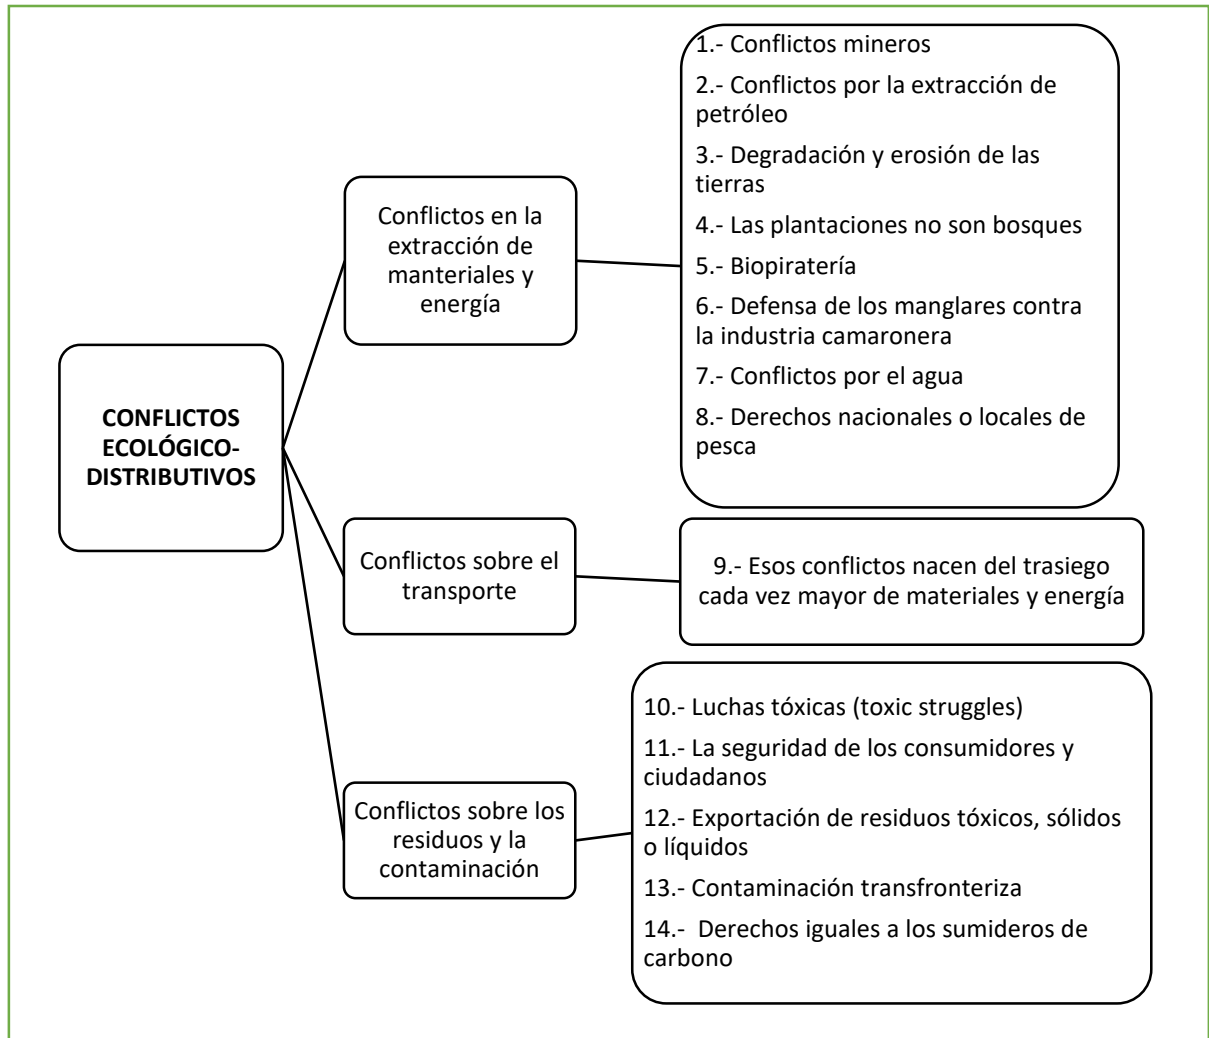 CONFLICTOS
ECOLÓGICO-
DISTRIBUTIVOS
Conflictos en la
extracción de
manteriales y
energía
1.- Conflictos mineros
2.- Conflictos por la extracción de
petróleo
3.- Degradación y erosión de las
tierras
4.- Las plantaciones no son bosques
5.- Biopiratería
6.- Defensa de los manglares contra
la industria camaronera
7.- Conflictos por el agua
8.- Derechos nacionales o locales de
pesca
Conflictos sobre el
transporte
9.- Esos conflictos nacen del trasiego
cada vez mayor de materiales y energía
Conflictos sobre los
residuos y la
contaminación
10.- Luchas tóxicas (toxic struggles)
11.- La seguridad de los consumidores y
ciudadanos
12.- Exportación de residuos tóxicos, sólidos
o líquidos
13.- Contaminación transfronteriza
14.-  Derechos iguales a los sumideros de
carbono